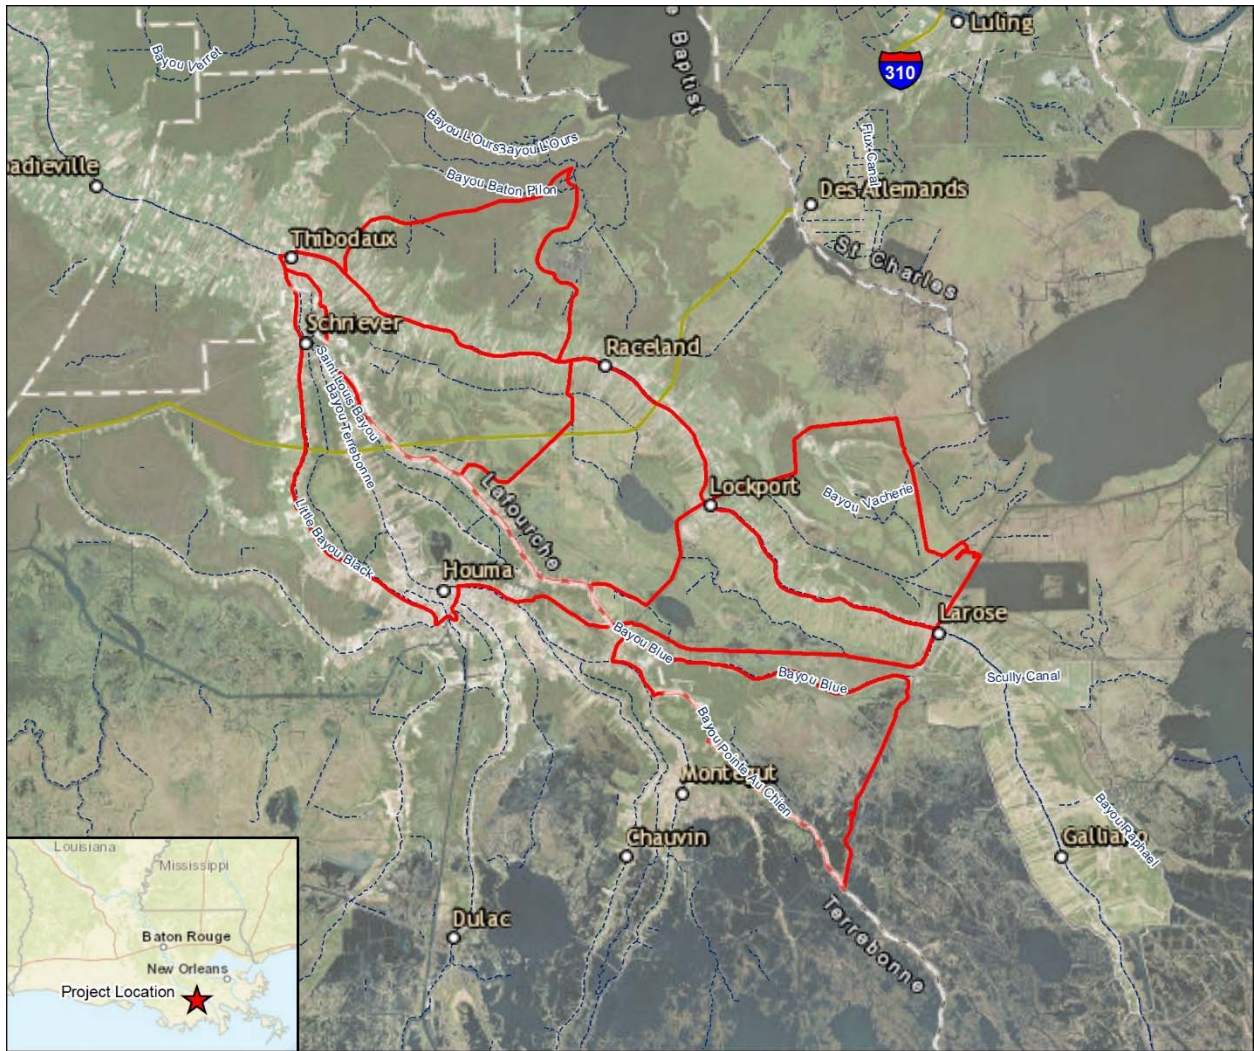 Luling
310
Baptist
Bayou Verret
Bayou L'Ours
Bayou L'Ours
Flux Canal
adieville
Bayou Baton Pilon
Des Allemands
Thibodaux
St. Charles
Schriever
Raceland
Saint Louis Bayou
Bayou Terrebonne
Lafourche
Lockport
Bayou Vacherie
Little Bayou Black
Houma
Larose
Bayou Blue
Bayou Blue
Scully Canal
Bayou Pointe Au Chien
Montegut
Chauvin
Galliano
Bayou Raphael
Dulac
Terrebonne
Louisiana
Mississippi
Baton Rouge
New Orleans
Project Location